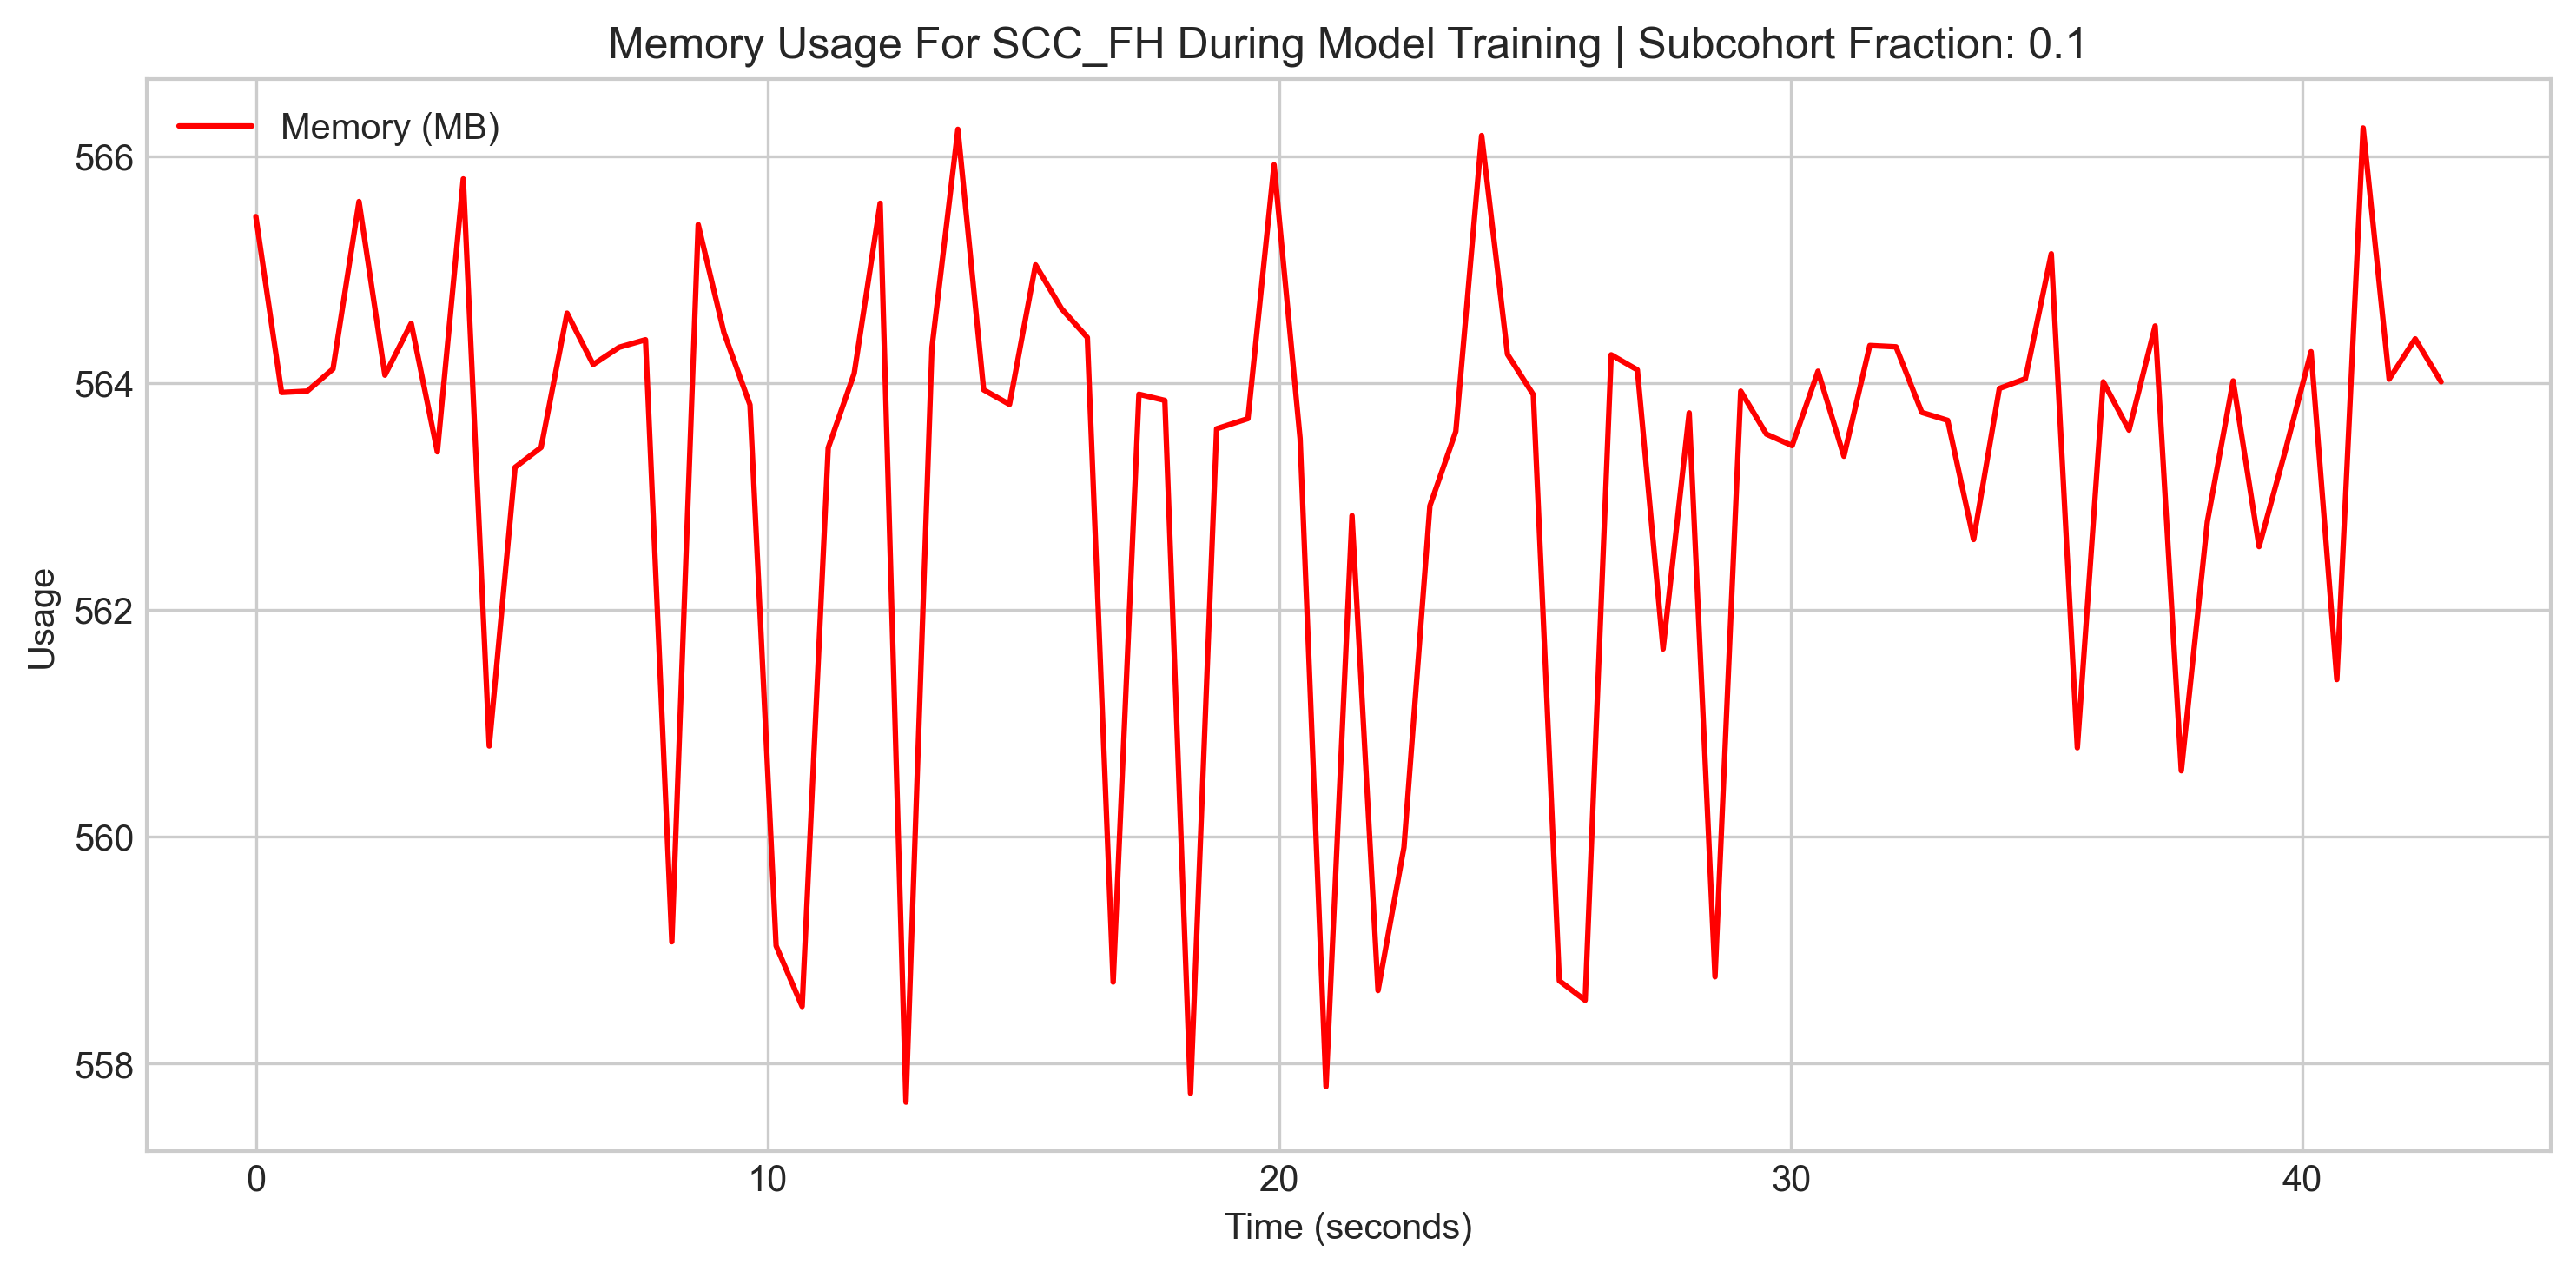 Memory Usage For SCC_FH During Model Training | Subcohort Fraction: 0.1
Memory (MB)
566
564
562
560
558
Usage
0 10 20 30 40
Time (seconds)